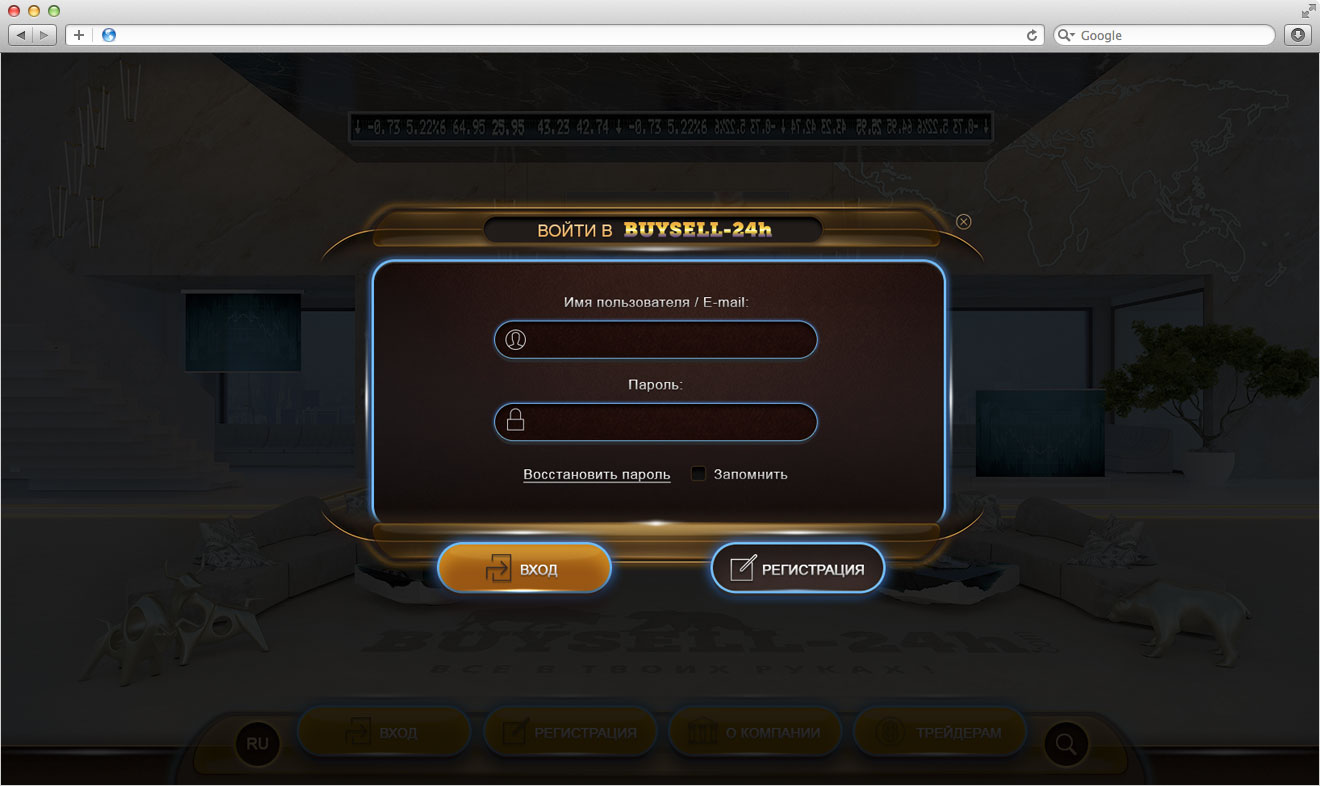 Google
↓ -0.73 5.22%6 64.95 25.95 43.23 42.74 ↓ -0.73 5.22%6
ВОЙТИ В BUYSELL-24h
Имя пользователя / E-mail:
Пароль:
Восстановить пароль Запомнить
ВХОД РЕГИСТРАЦИЯ
BUYSELL-24h
ВСЕ В ТВОИХ РУКАХ!
RU ВХОД РЕГИСТРАЦИЯ О КОМПАНИИ ТРЕЙДЕРАМ